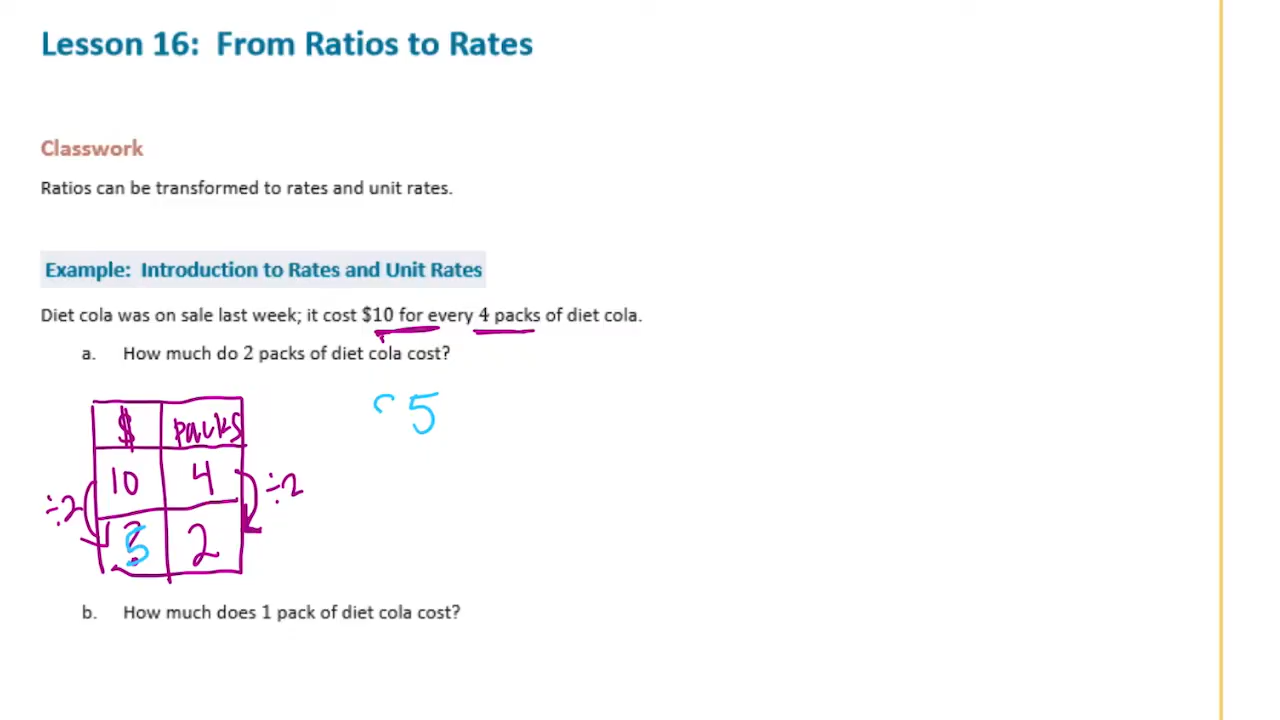 Lesson 16: From Ratios to Rates
Classwork
Ratios can be transformed to rates and unit rates.
Example: Introduction to Rates and Unit Rates
Diet cola was on sale last week; it cost $10 for every 4 packs of diet cola.
a. How much do 2 packs of diet cola cost?
5
$ packs
10 4
÷2 ÷2
5 2
b. How much does 1 pack of diet cola cost?